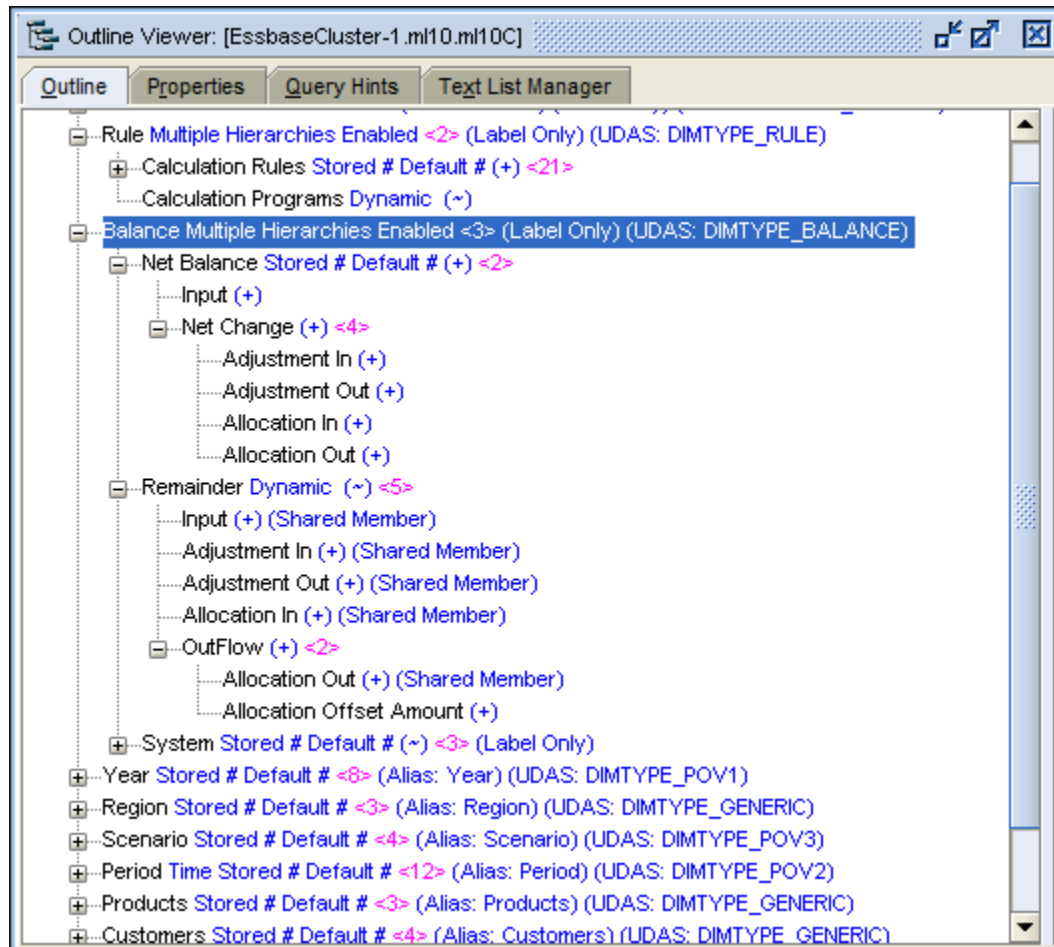 Outline Viewer: [EssbaseCluster-1.ml10.ml10C]
Outline Properties Query Hints Text List Manager
Rule Multiple Hierarchies Enabled <2> (Label Only) (UDAS: DIMTYPE_RULE)
Calculation Rules Stored # Default # (+) <21>
Calculation Programs Dynamic (~)
Balance Multiple Hierarchies Enabled <3> (Label Only) (UDAS: DIMTYPE_BALANCE)
Net Balance Stored # Default # (+) <2>
Input (+)
Net Change (+) <4>
Adjustment In (+)
Adjustment Out (+)
Allocation In (+)
Allocation Out (+)
Remainder Dynamic (~) <5>
Input (+) (Shared Member)
Adjustment In (+) (Shared Member)
Adjustment Out (+) (Shared Member)
Allocation In (+) (Shared Member)
OutFlow (+) <2>
Allocation Out (+) (Shared Member)
Allocation Offset Amount (+)
System Stored # Default # (~) <3> (Label Only)
Year Stored # Default # <8> (Alias: Year) (UDAS: DIMTYPE_POV1)
Region Stored # Default # <3> (Alias: Region) (UDAS: DIMTYPE_GENERIC)
Scenario Stored # Default # <4> (Alias: Scenario) (UDAS: DIMTYPE_POV3)
Period Time Stored # Default # <12> (Alias: Period) (UDAS: DIMTYPE_POV2)
Products Stored # Default # <3> (Alias: Products) (UDAS: DIMTYPE_GENERIC)
Customers Stored # Default # <4> (Alias: Customers) (UDAS: DIMTYPE_GENERIC)